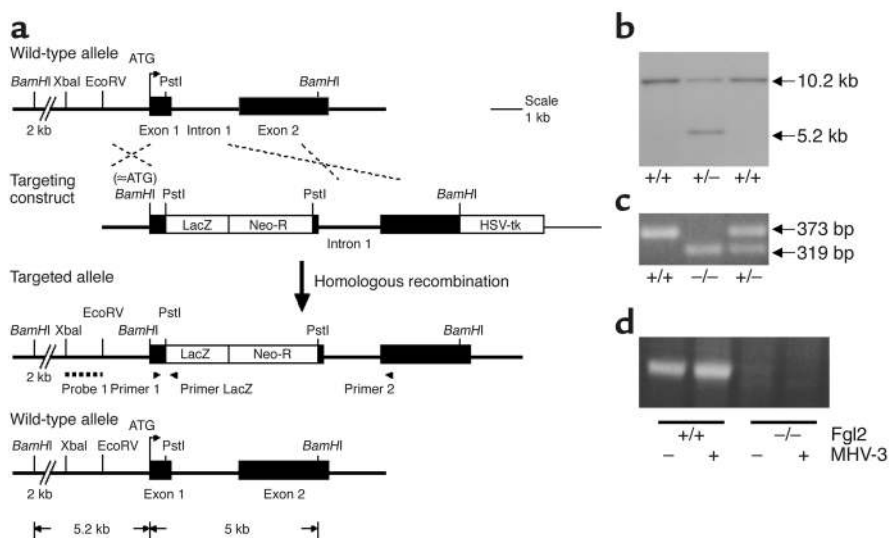 a
Wild-type allele
ATG
BamHI XbaI EcoRV PstI BamHI
2 kb Exon 1 Intron 1 Exon 2
Scale
1 kb
Targeting
construct
(≃ATG)
BamHI PstI PstI BamHI
LacZ Neo-R HSV-tk
Intron 1
Homologous recombination
Targeted allele
EcoRV PstI
BamHI XbaI BamHI PstI BamHI
LacZ Neo-R
2 kb
Probe 1 Primer 1 Primer LacZ Primer 2
Wild-type allele
ATG
BamHI XbaI EcoRV PstI BamHI
2 kb Exon 1 Exon 2
5.2 kb 5 kb
b
10.2 kb
5.2 kb
+/+ +/− +/+
c
373 bp
319 bp
+/+ −/− +/−
d
+/+ −/− Fgl2
− + − + MHV-3